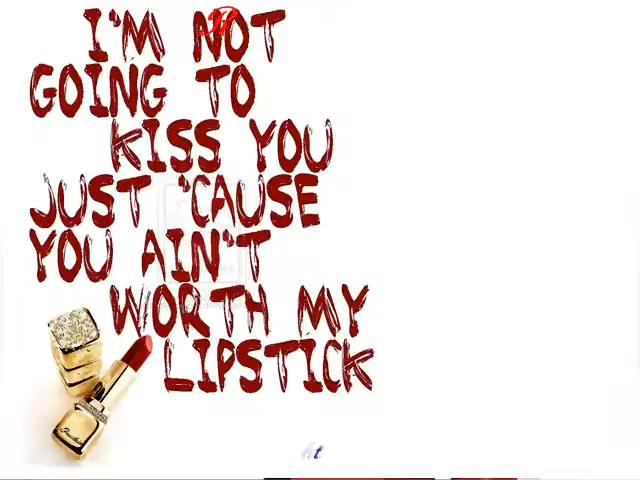 I'M NOT
GOING TO
KISS YOU
JUST 'CAUSE
YOU AIN'T
WORTH MY
LIPSTICK